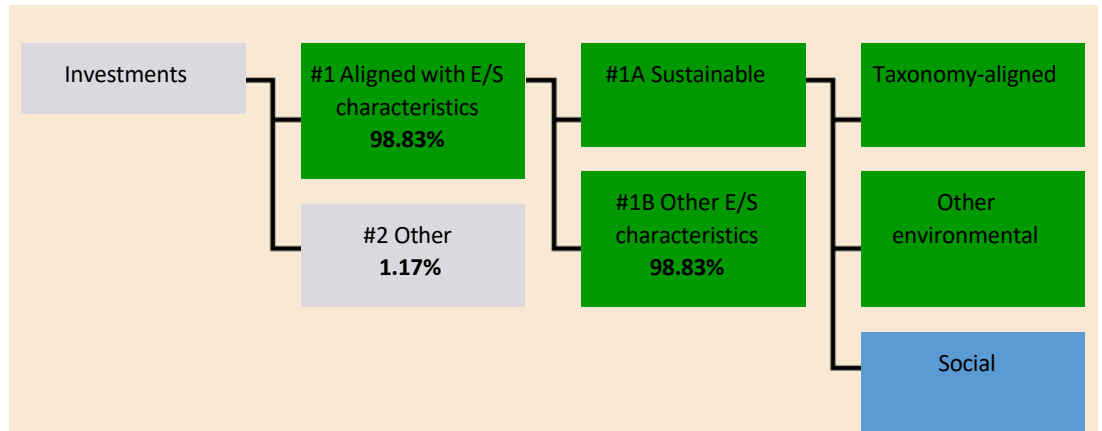 Investments
#1 Aligned with E/S
characteristics
98.83%
#2 Other
1.17%
#1A Sustainable
#1B Other E/S
characteristics
98.83%
Taxonomy-aligned
Other
environmental
Social